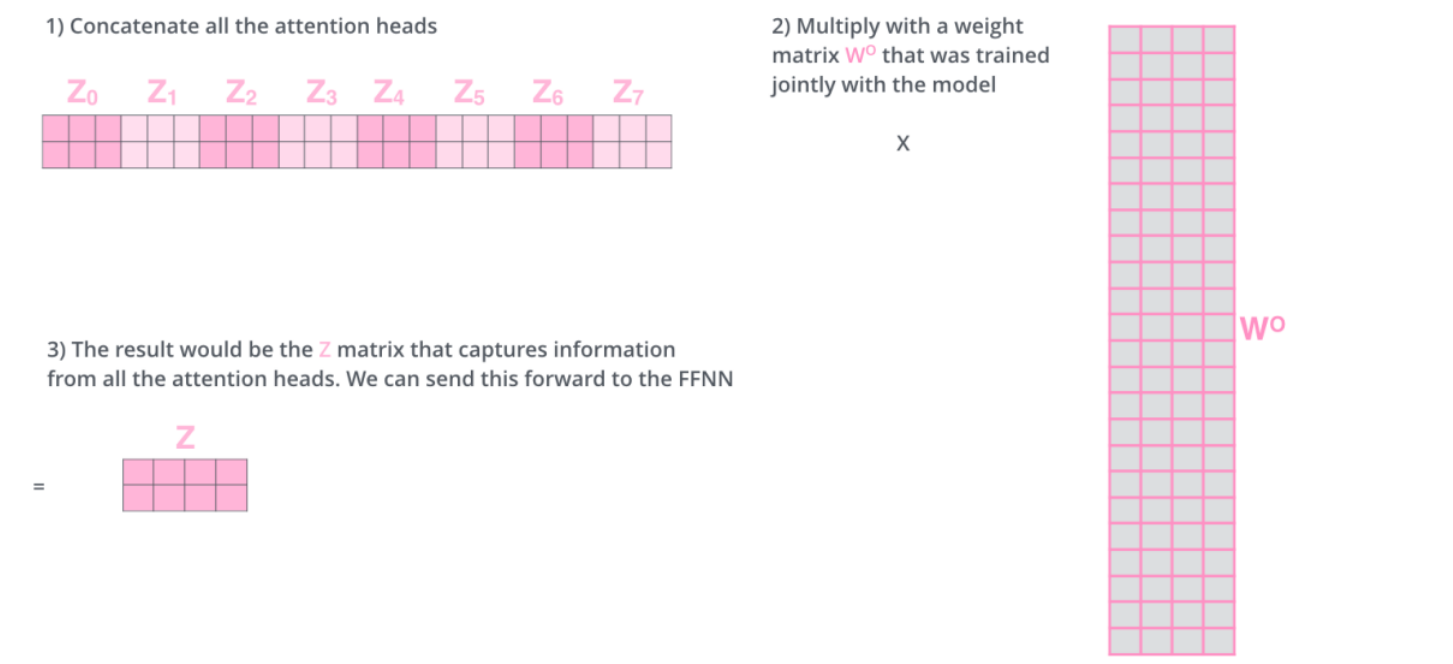 1) Concatenate all the attention heads
Z0 Z1 Z2 Z3 Z4 Z5 Z6 Z7
2) Multiply with a weight
matrix WO that was trained
jointly with the model
X
WO
3) The result would be the Z matrix that captures information
from all the attention heads. We can send this forward to the FFNN
Z
=